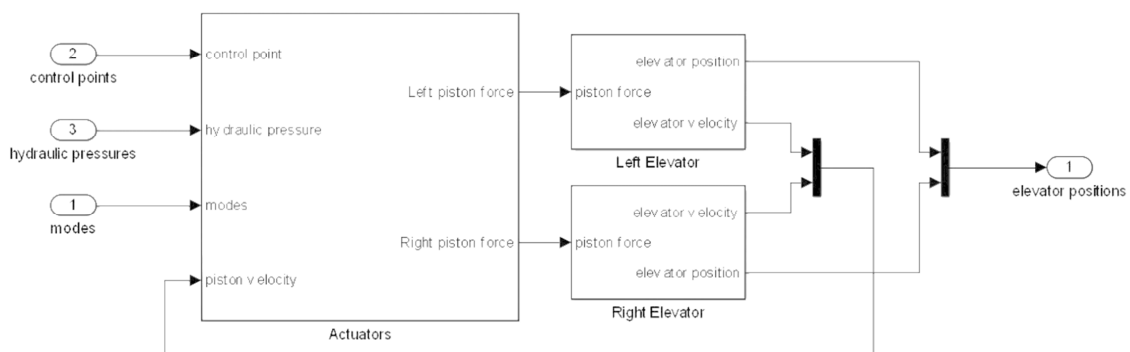 2
control points
3
hydraulic pressures
1
modes
control point
hydraulic pressure
modes
piston velocity
Left piston force
Right piston force
Actuators
piston force
elevator position
elevator velocity
Left Elevator
piston force
elevator velocity
elevator position
Right Elevator
1
elevator positions